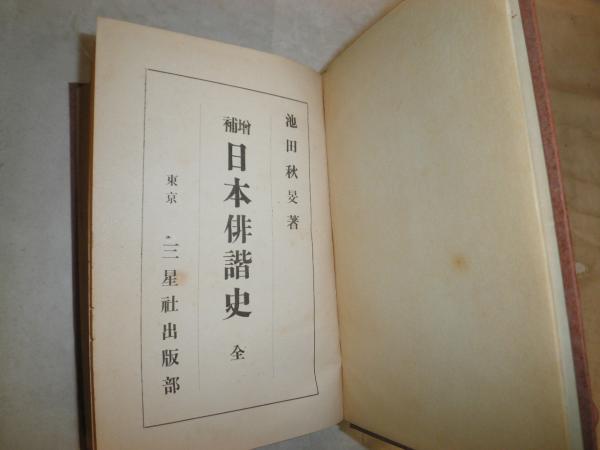 池田秋旻著
増補 日本俳諧史 全
東京 三星社出版部